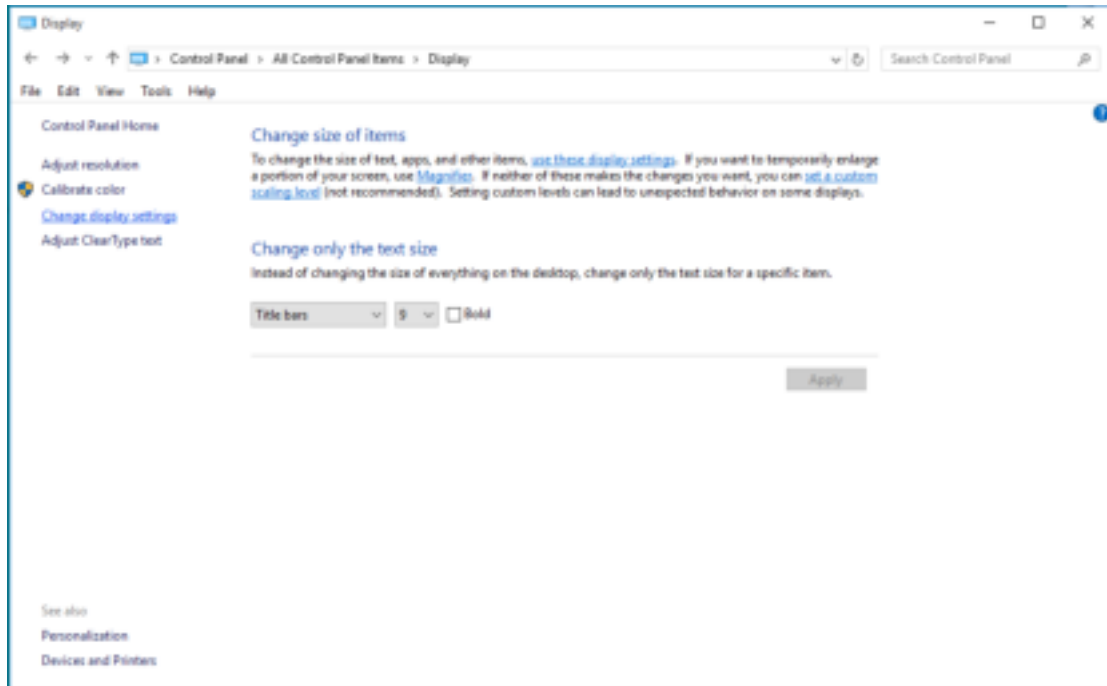 Display
Control Panel > All Control Panel Items > Display
Search Control Panel
File Edit View Tools Help
Control Panel Home
Adjust resolution
Calibrate color
Change display settings
Adjust ClearType text
Change size of items
To change the size of text, apps, and other items, use these display settings. If you want to temporarily enlarge
a portion of your screen, use Magnifier. If neither of these makes the changes you want, you can set a custom
scaling level (not recommended). Setting custom levels can lead to unexpected behavior on some displays.
Change only the text size
Instead of changing the size of everything on the desktop, change only the text size for a specific item.
Title bars 9 Bold
Apply
See also
Personalization
Devices and Printers